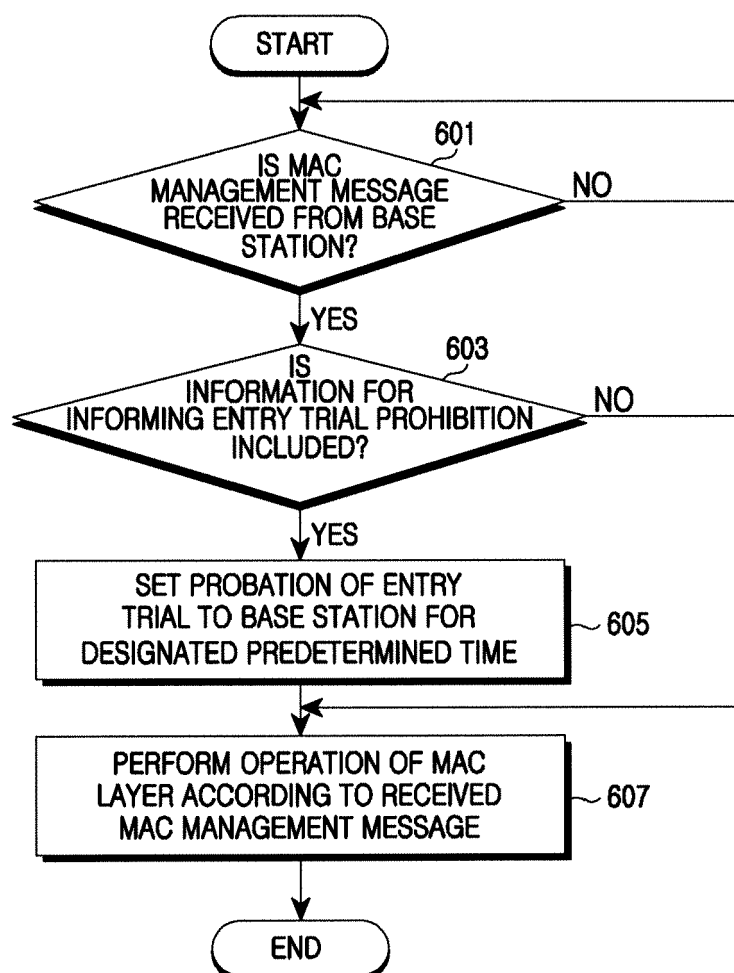 START
601
IS MAC
MANAGEMENT MESSAGE
RECEIVED FROM BASE
STATION?
NO
YES
603
IS
INFORMATION FOR
INFORMING ENTRY TRIAL PROHIBITION
INCLUDED?
NO
YES
SET PROBATION OF ENTRY
TRIAL TO BASE STATION FOR
DESIGNATED PREDETERMINED TIME
605
PERFORM OPERATION OF MAC
LAYER ACCORDING TO RECEIVED
MAC MANAGEMENT MESSAGE
607
END